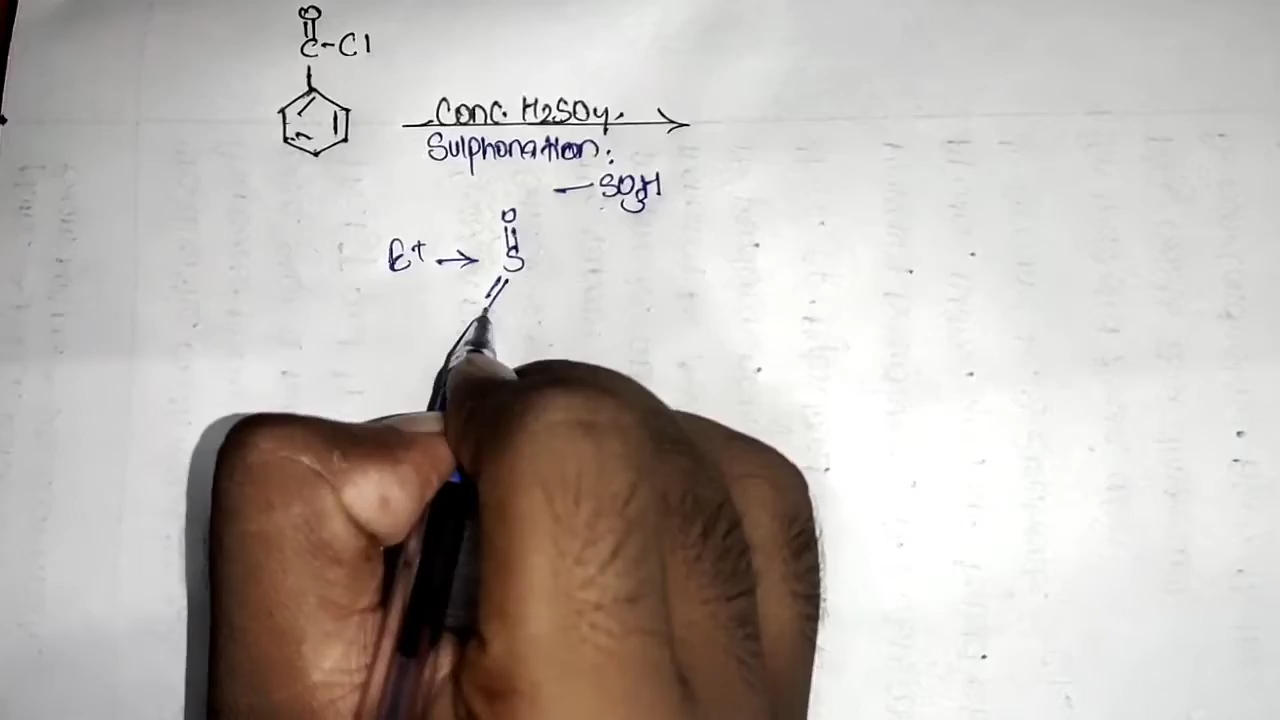 O
C-Cl
Conc. H2SO4.
Sulphonation:
— SO3H
O
E+ → S